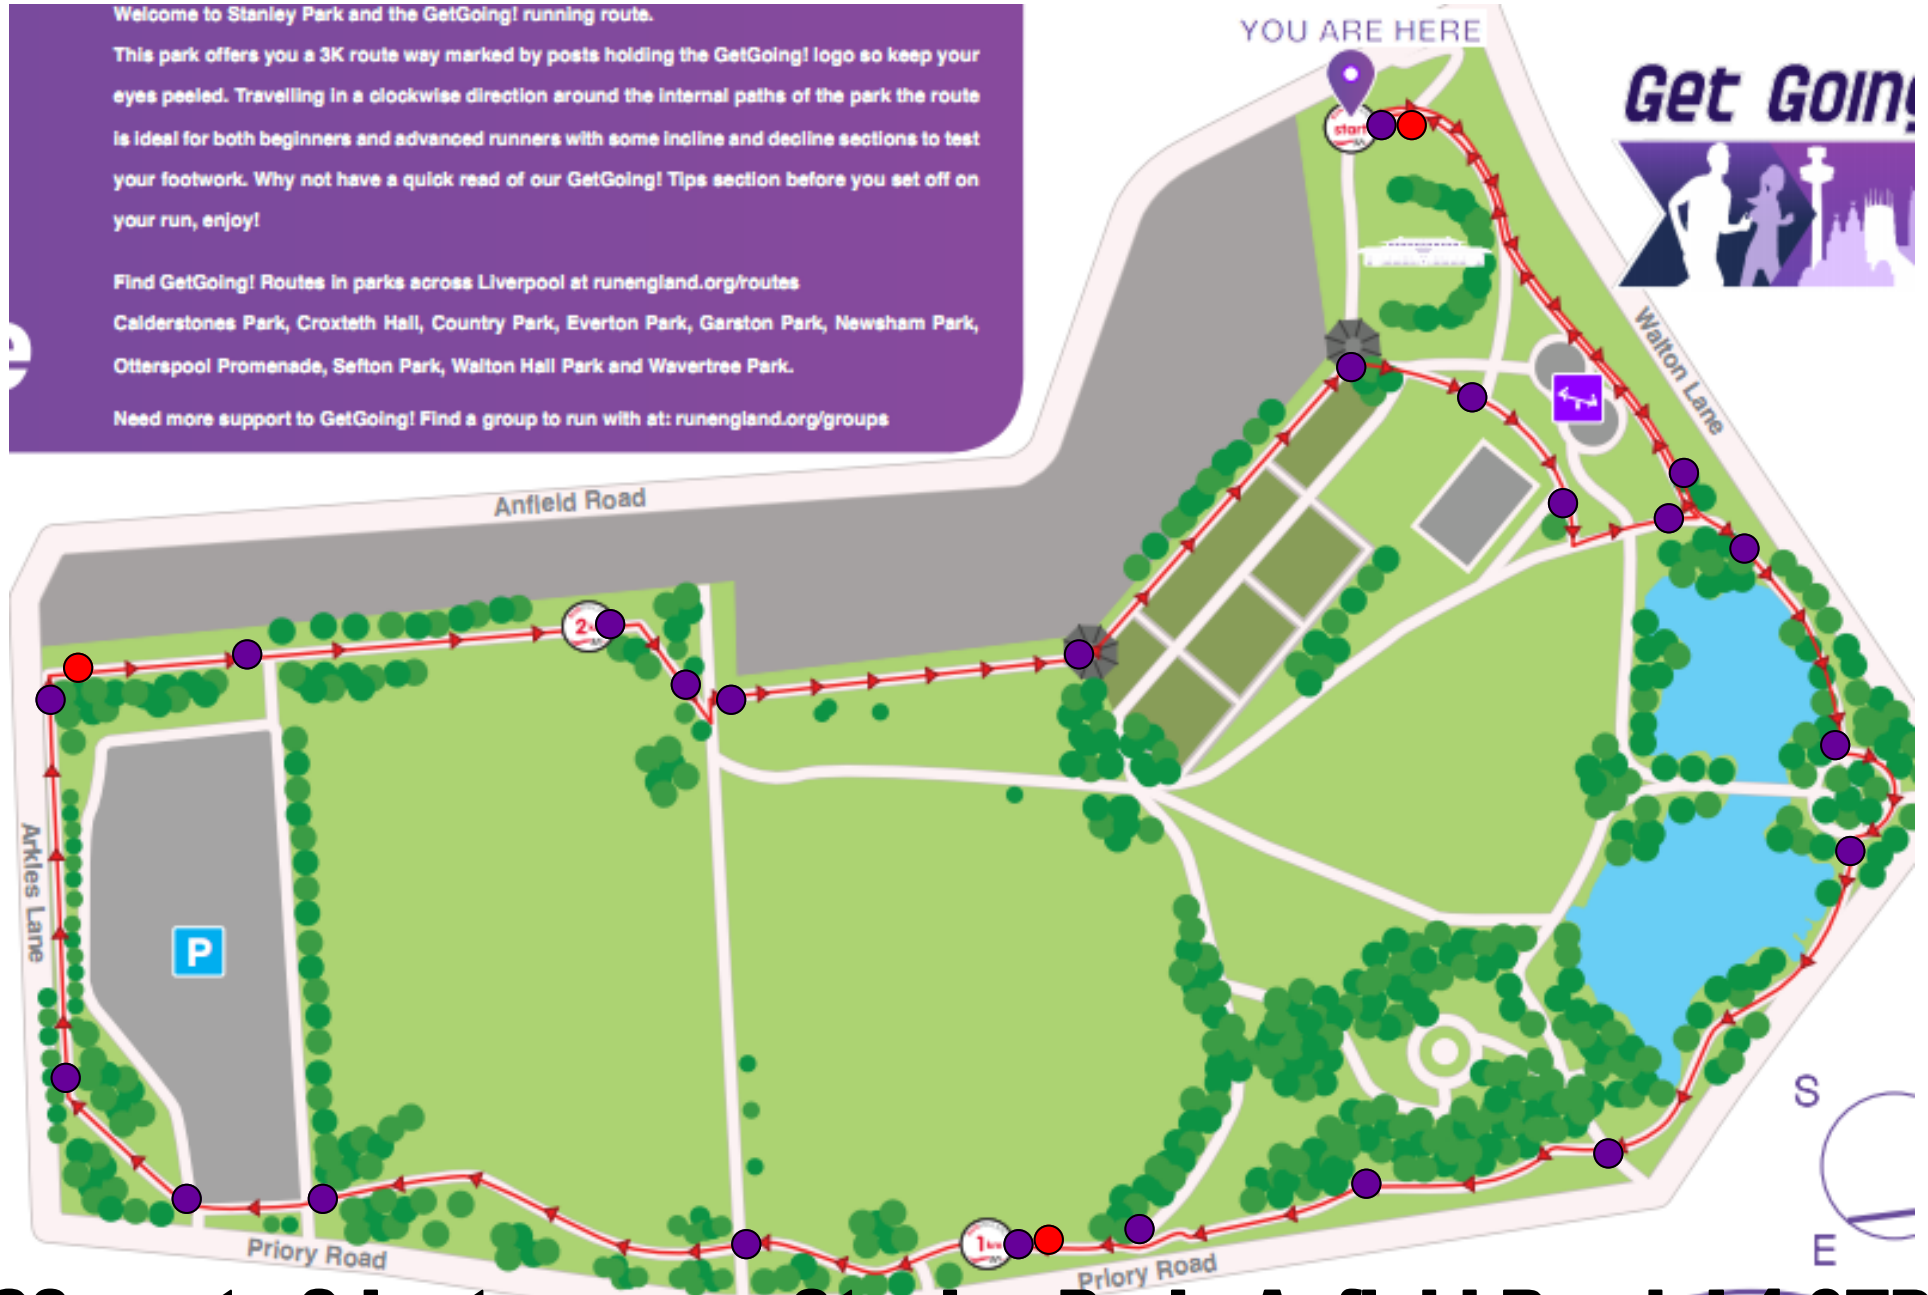 Welcome to Stanley Park and the GetGoing! running route.
This park offers you a 3K route way marked by posts holding the GetGoing! logo so keep your
eyes peeled. Travelling in a clockwise direction around the internal paths of the park the route
is ideal for both beginners and advanced runners with some incline and decline sections to test
your footwork. Why not have a quick read of our GetGoing! Tips section before you set off on
your run, enjoy!
Find GetGoing! Routes in parks across Liverpool at runengland.org/routes
Calderstones Park, Croxteth Hall, Country Park, Everton Park, Garston Park, Newsham Park,
Otterspool Promenade, Sefton Park, Walton Hall Park and Wavertree Park.
Need more support to GetGoing! Find a group to run with at: runengland.org/groups
e
YOU ARE HERE
start
Get Going
Walton Lane
Anfield Road
2
Arkles Lane
P
1km
Priory Road
Priory Road
S
E